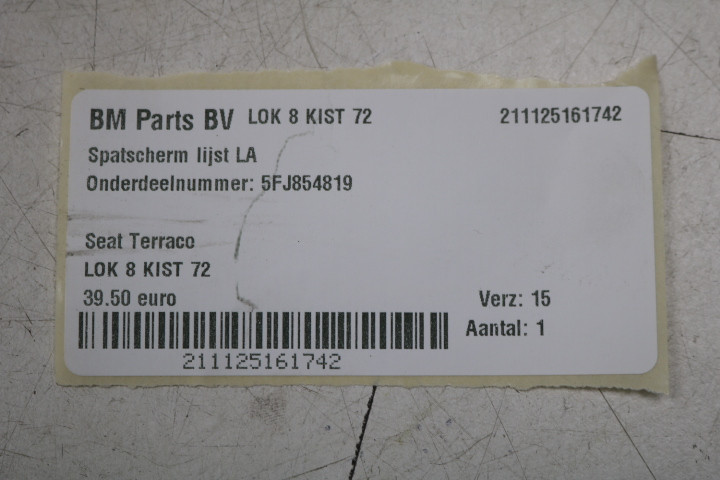 BM Parts BV LOK 8 KIST 72 211125161742
Spatscherm lijst LA
Onderdeelnummer: 5FJ854819
Seat Terraco
LOK 8 KIST 72
39.50 euro Verz: 15
Aantal: 1
211125161742